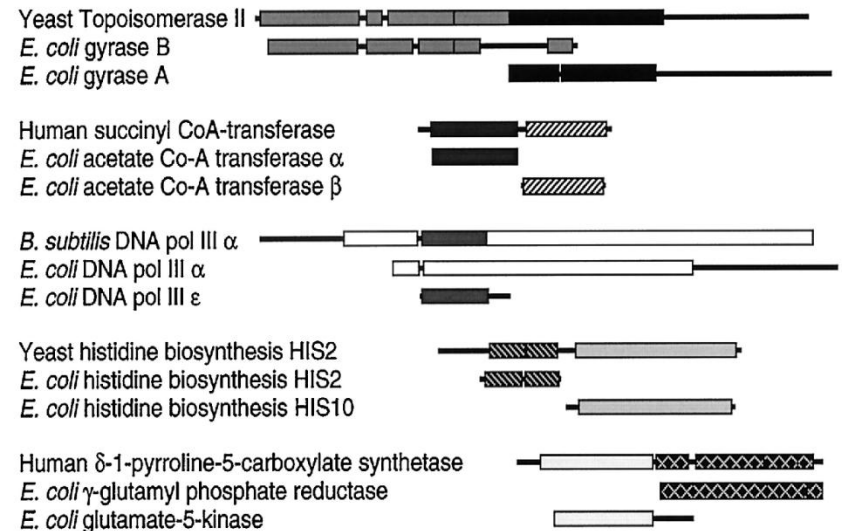 Yeast Topoisomerase II
E. coli gyrase B
E. coli gyrase A
Human succinyl CoA-transferase
E. coli acetate Co-A transferase α
E. coli acetate Co-A transferase β
B. subtilis DNA pol III α
E. coli DNA pol III α
E. coli DNA pol III ε
Yeast histidine biosynthesis HIS2
E. coli histidine biosynthesis HIS2
E. coli histidine biosynthesis HIS10
Human δ-1-pyrroline-5-carboxylate synthetase
E. coli γ-glutamyl phosphate reductase
E. coli glutamate-5-kinase